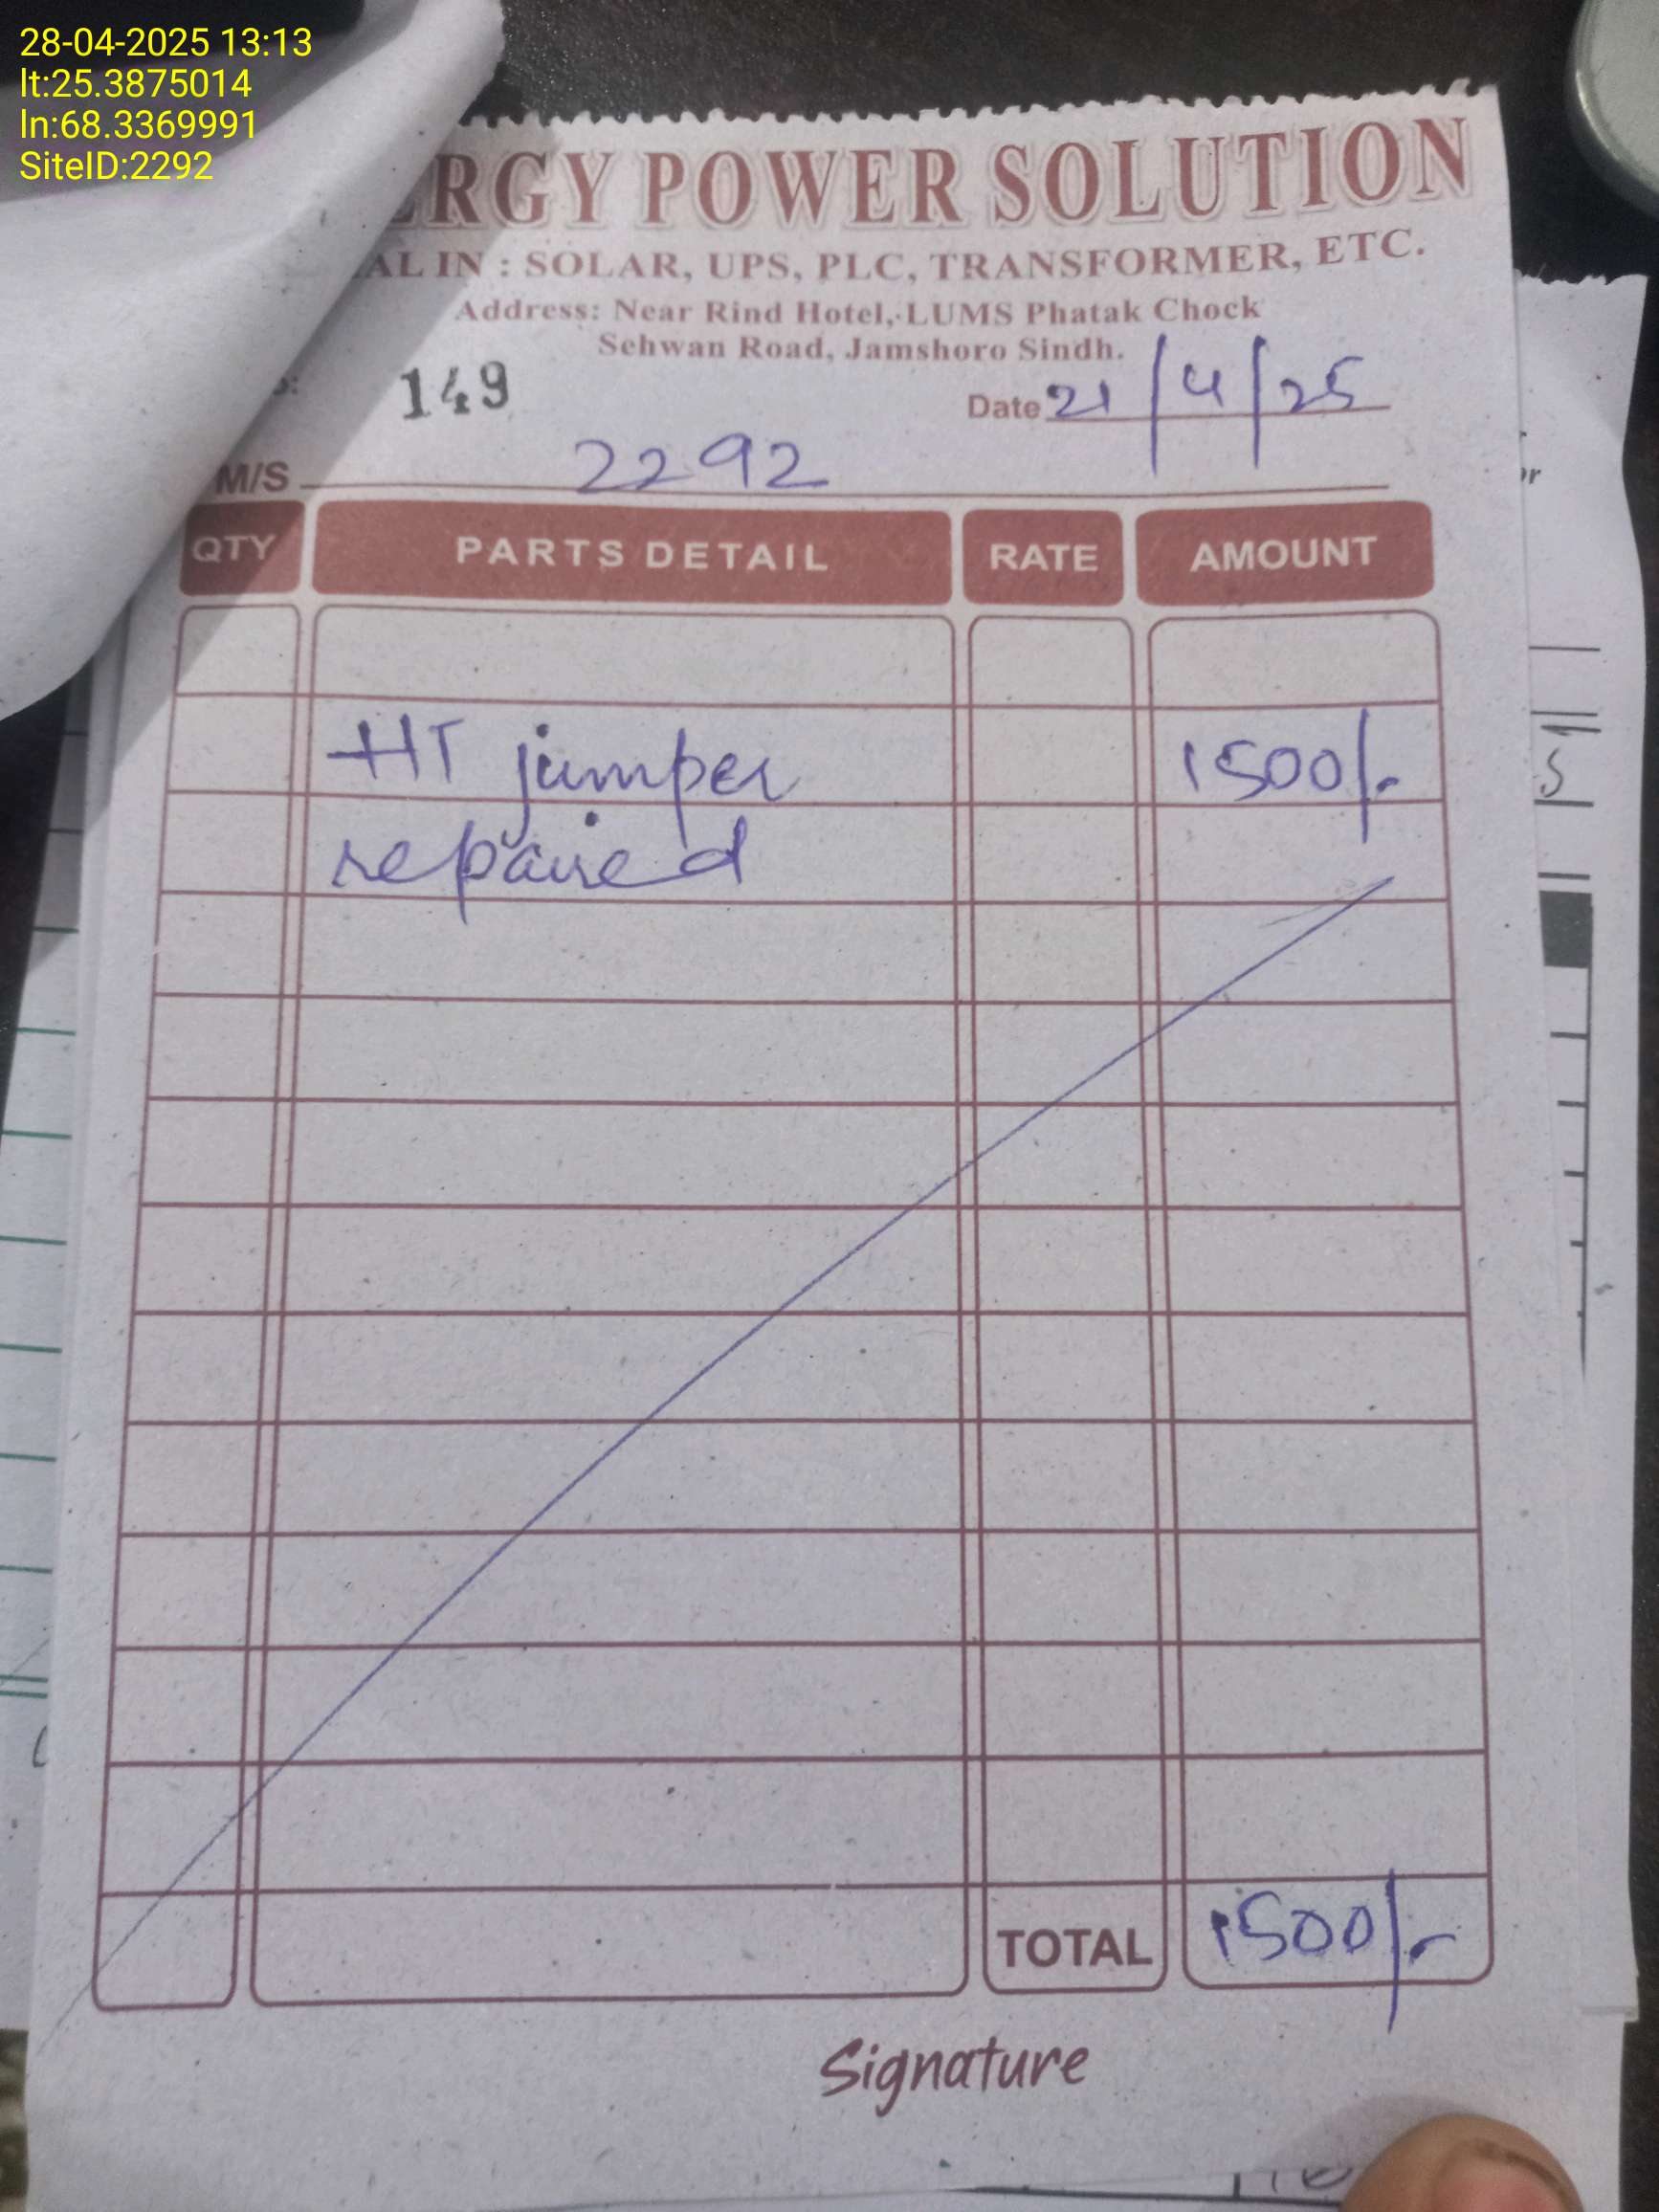 28-04-2025 13:13
lt:25.3875014
ln:68.3369991
SiteID:2292
RGY POWER SOLUTION
AL IN : SOLAR, UPS, PLC, TRANSFORMER, ETC.
Address: Near Rind Hotel, LUMS Phatak Chock
Sehwan Road, Jamshoro Sindh.
149 Date 21/4/25
M/S 2292
QTY PARTS DETAIL RATE AMOUNT
HT jumper 1500/-
repaired
TOTAL 1500/-
Signature